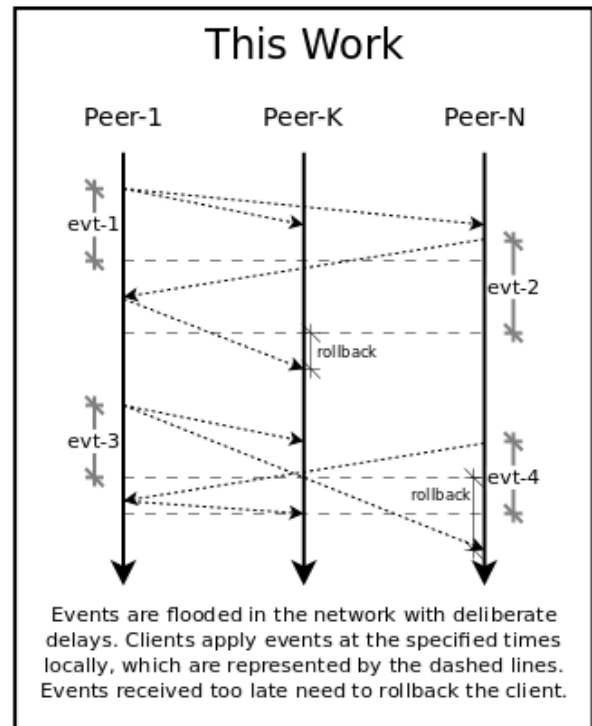 This Work
Peer-1 Peer-K Peer-N
evt-1
evt-2
rollback
evt-3
evt-4
rollback
Events are flooded in the network with deliberate
delays. Clients apply events at the specified times
locally, which are represented by the dashed lines.
Events received too late need to rollback the client.